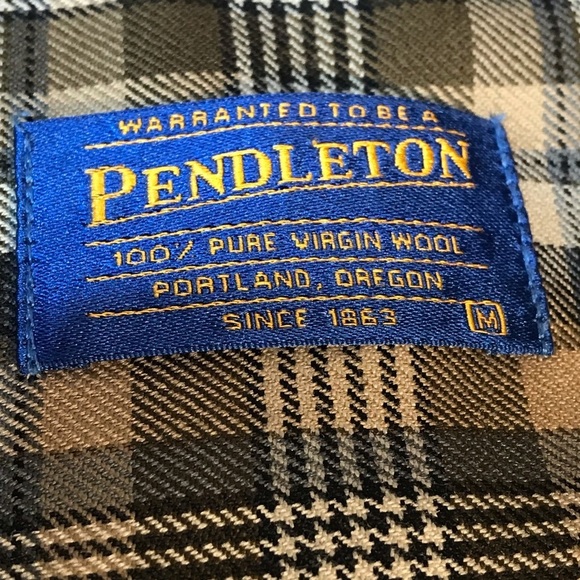 WARRANTED TO BE A
PENDLETON
100% PURE VIRGIN WOOL
PORTLAND, OREGON
SINCE 1863 M